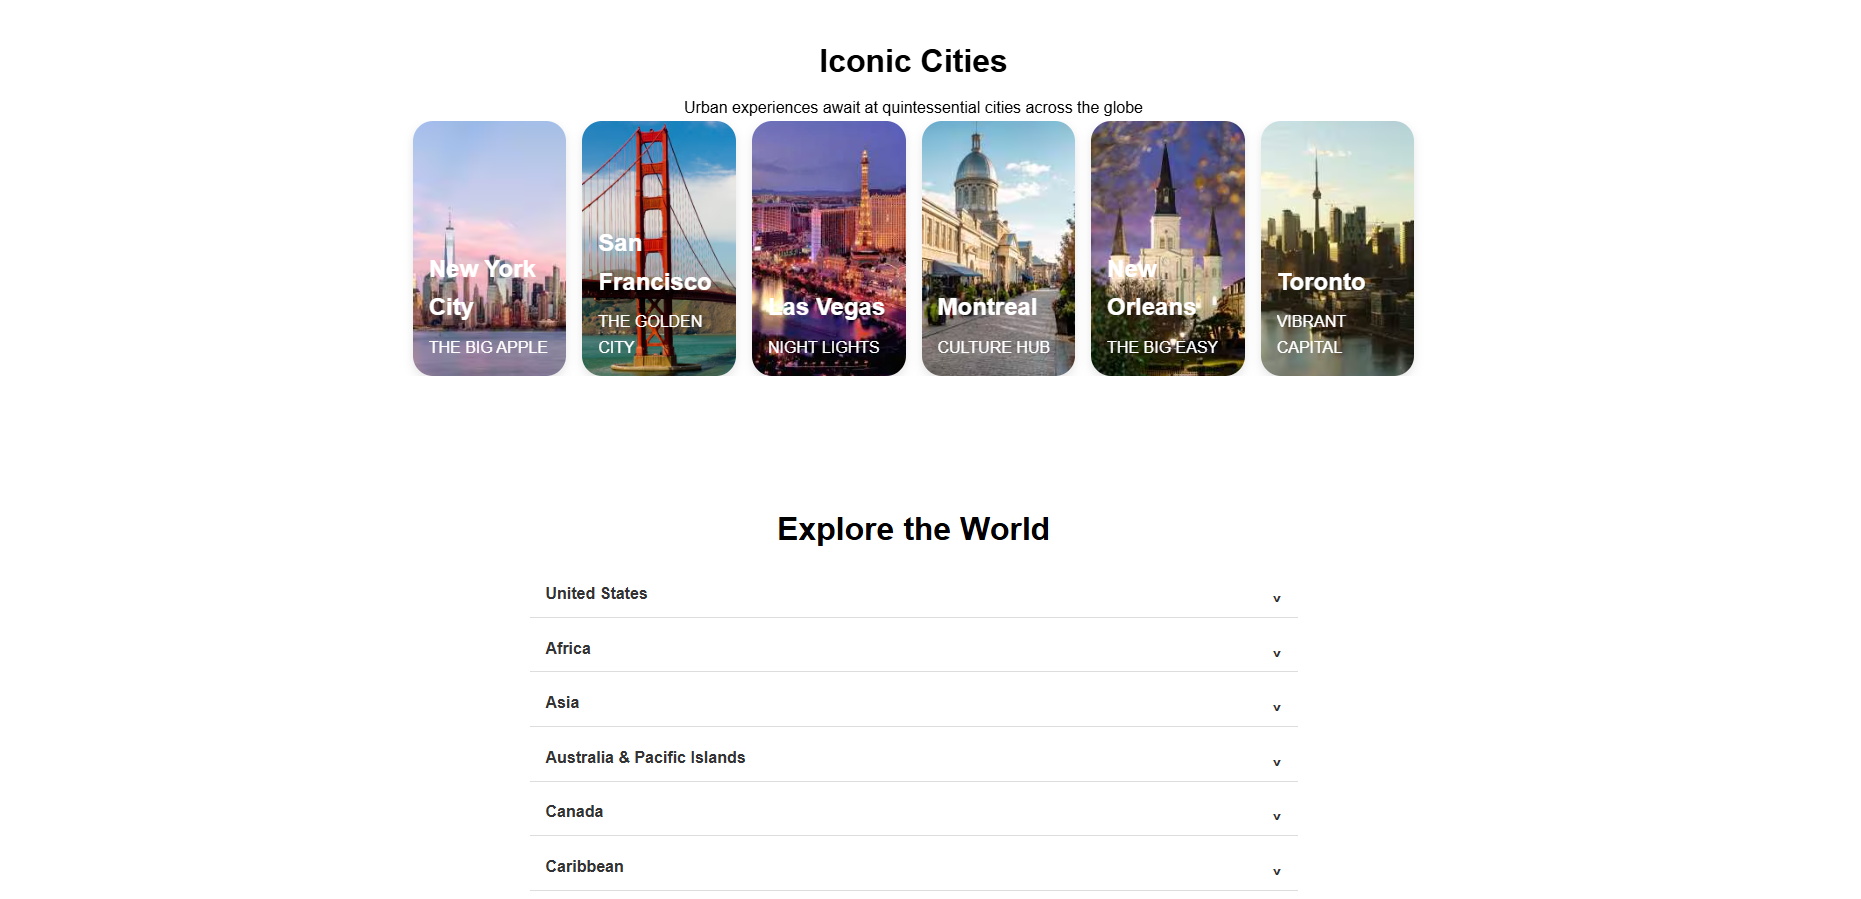 Iconic Cities
Urban experiences await at quintessential cities across the globe
New York
City
THE BIG APPLE
San
Francisco
THE GOLDEN
CITY
Las Vegas
NIGHT LIGHTS
Montreal
CULTURE HUB
New
Orleans
THE BIG EASY
Toronto
VIBRANT
CAPITAL
Explore the World
United States v
Africa v
Asia v
Australia & Pacific Islands v
Canada v
Caribbean v